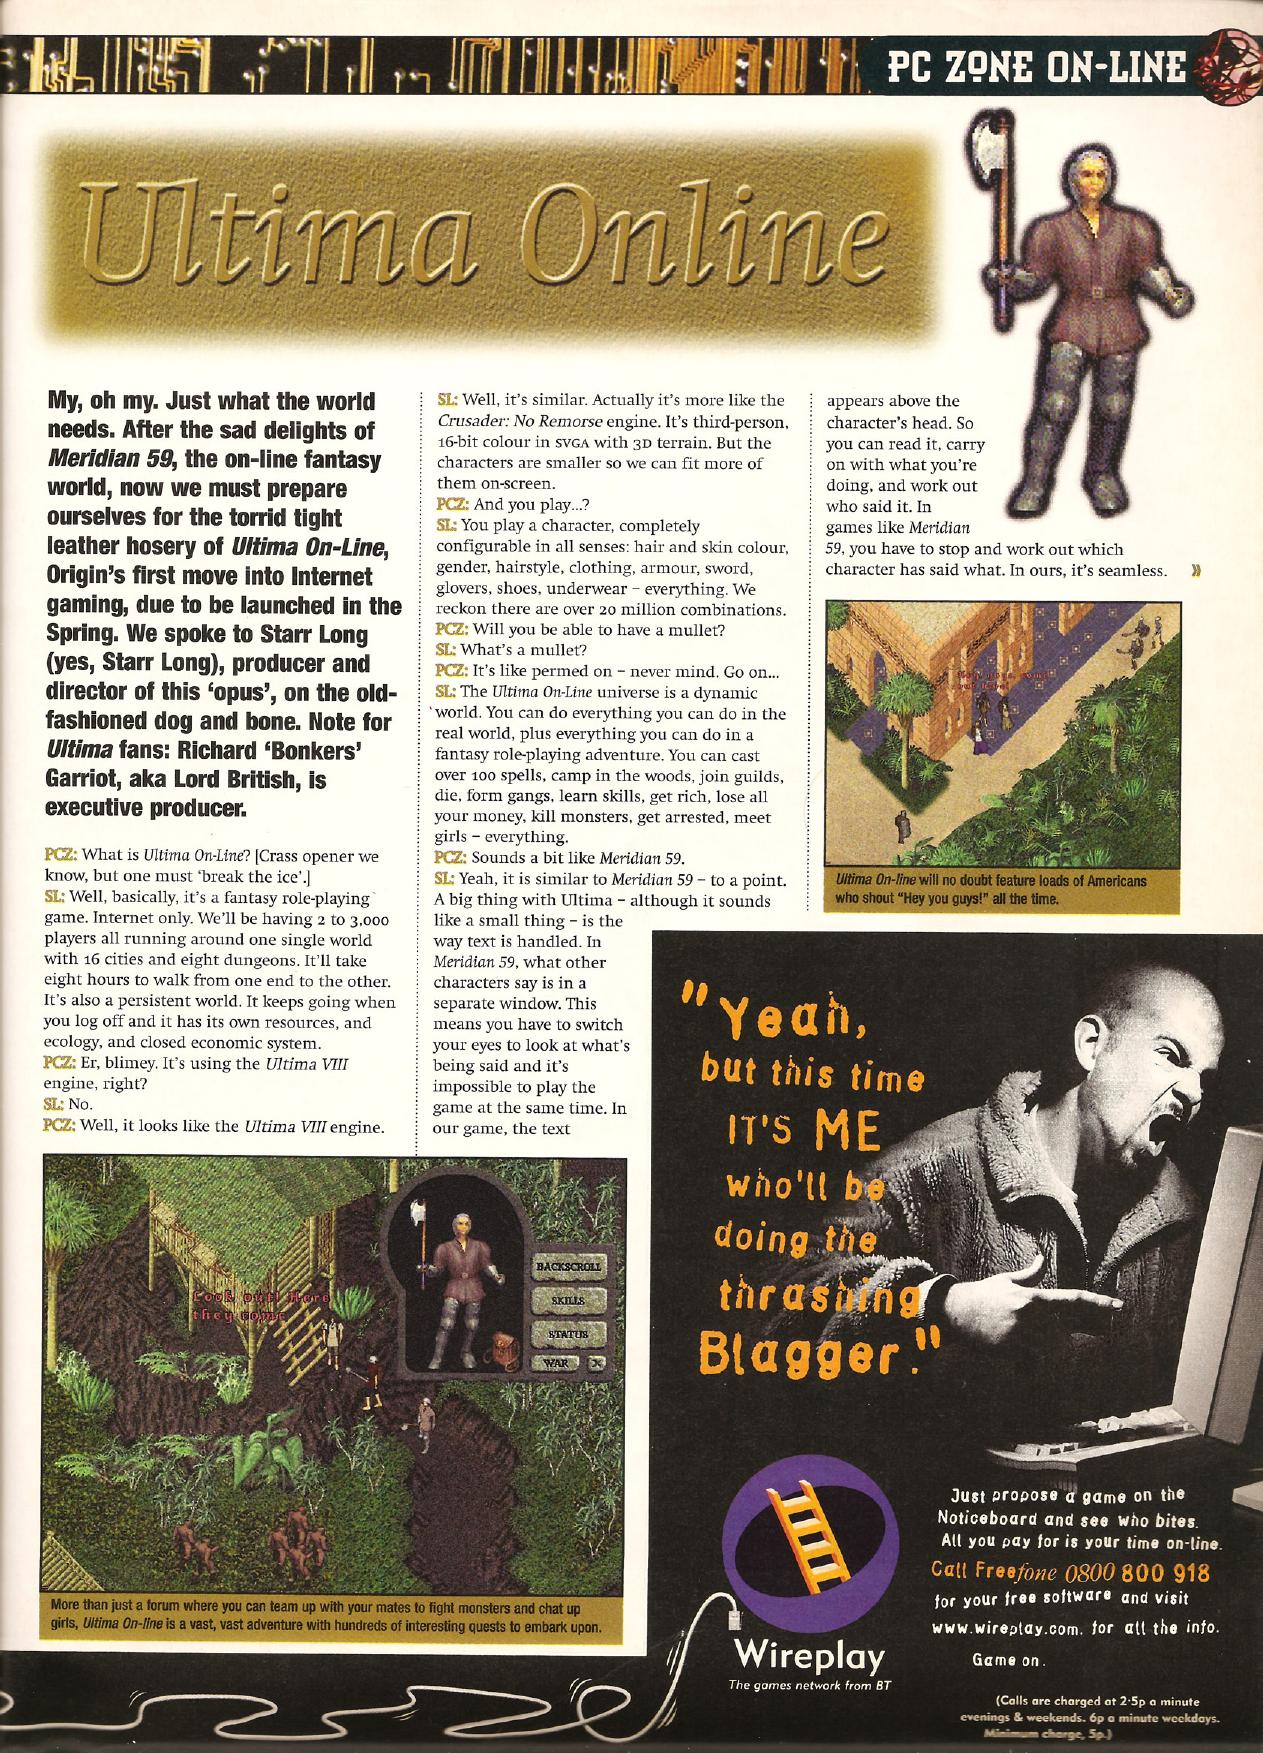 PC ZONE ON-LINE
Ultima Online
My, oh my. Just what the world
needs. After the sad delights of
Meridian 59, the on-line fantasy
world, now we must prepare
ourselves for the torrid tight
leather hosery of Ultima On-Line,
Origin's first move into Internet
gaming, due to be launched in the
Spring. We spoke to Starr Long
(yes, Starr Long), producer and
director of this 'opus', on the old-
fashioned dog and bone. Note for
Ultima fans: Richard 'Bonkers'
Garriot, aka Lord British, is
executive producer.
PCZ: What is Ultima On-Line? [Crass opener we
know, but one must 'break the ice'.]
SL: Well, basically, it's a fantasy role-playing
game. Internet only. We'll be having 2 to 3,000
players all running around one single world
with 16 cities and eight dungeons. It'll take
eight hours to walk from one end to the other.
It's also a persistent world. It keeps going when
you log off and it has its own resources, and
ecology, and closed economic system.
PCZ: Er, blimey. It's using the Ultima VIII
engine, right?
SL: No.
PCZ: Well, it looks like the Ultima VIII engine.
SL: Well, it's similar. Actually it's more like the
Crusader: No Remorse engine. It's third-person,
16-bit colour in SVGA with 3D terrain. But the
characters are smaller so we can fit more of
them on-screen.
PCZ: And you play...?
SL: You play a character, completely
configurable in all senses: hair and skin colour,
gender, hairstyle, clothing, armour, sword,
glovers, shoes, underwear – everything. We
reckon there are over 20 million combinations.
PCZ: Will you be able to have a mullet?
SL: What's a mullet?
PCZ: It's like permed on – never mind. Go on...
SL: The Ultima On-Line universe is a dynamic
world. You can do everything you can do in the
real world, plus everything you can do in a
fantasy role-playing adventure. You can cast
over 100 spells, camp in the woods, join guilds,
die, form gangs, learn skills, get rich, lose all
your money, kill monsters, get arrested, meet
girls – everything.
PCZ: Sounds a bit like Meridian 59.
SL: Yeah, it is similar to Meridian 59 – to a point.
A big thing with Ultima – although it sounds
like a small thing – is the
way text is handled. In
Meridian 59, what other
characters say is in a
separate window. This
means you have to switch
your eyes to look at what's
being said and it's
impossible to play the
game at the same time. In
our game, the text
appears above the
character's head. So
you can read it, carry
on with what you're
doing, and work out
who said it. In
games like Meridian
59, you have to stop and work out which
character has said what. In ours, it's seamless. »
Ultima On-line will no doubt feature loads of Americans
who shout "Hey you guys!" all the time.
Look out! Here
they come
BACKSCROLL
SKILLS
STATUS
WAR X
More than just a forum where you can team up with your mates to fight monsters and chat up
girls, Ultima On-line is a vast, vast adventure with hundreds of interesting quests to embark upon.
"Yeah,
but this time
IT'S ME
who'll be
doing the
thrashing
Blagger."
Just propose a game on the
Noticeboard and see who bites.
All you pay for is your time on-line.
Call Freefone 0800 800 918
for your free software and visit
www.wireplay.com. for all the info.
Game on.
Wireplay
The games network from BT
(Calls are charged at 2·5p a minute
evenings & weekends. 6p a minute weekdays.
Minimum charge, 5p.)